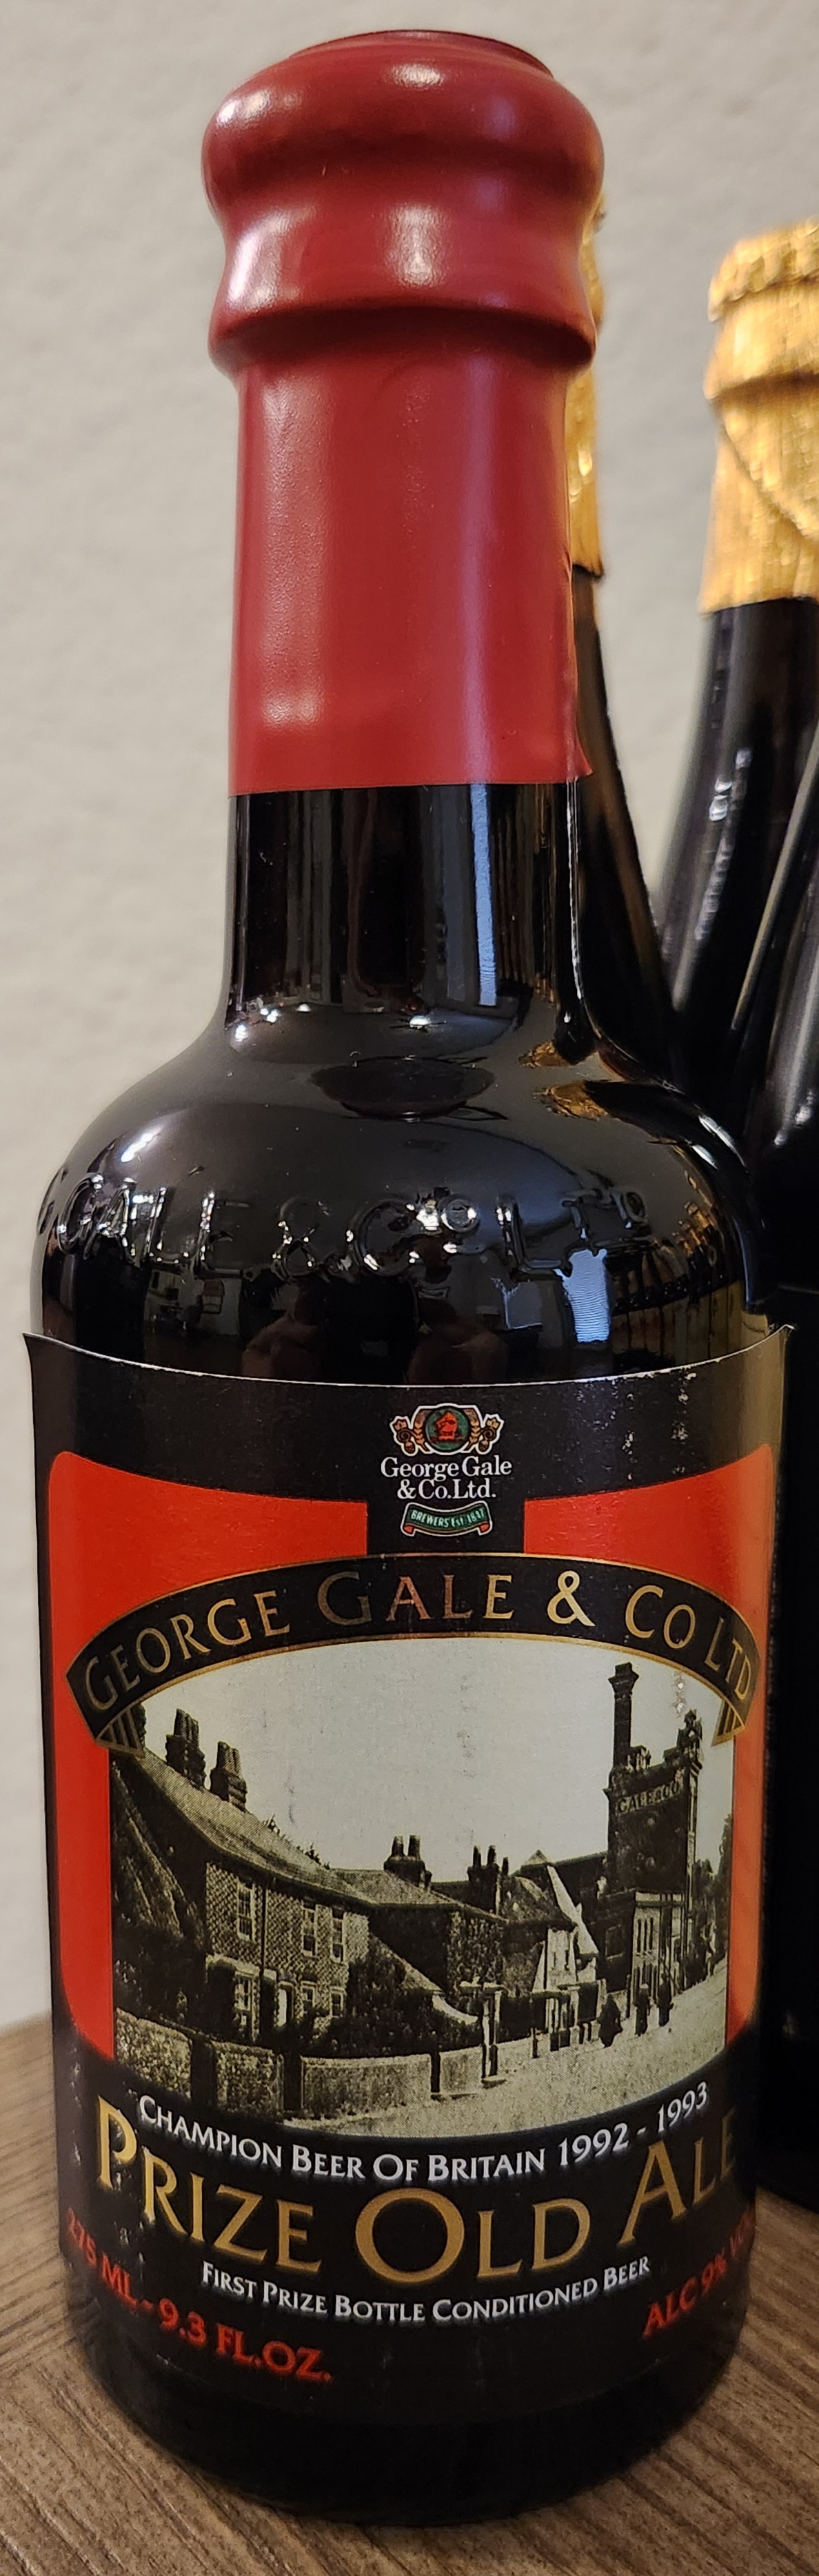 GALE & Cº LTD
George Gale
& Co. Ltd.
BREWERS Est. 1847
GEORGE GALE & CO LTD
GALE & CO
CHAMPION BEER OF BRITAIN 1992 - 1993
PRIZE OLD ALE
FIRST PRIZE BOTTLE CONDITIONED BEER
275 ML - 9.3 FL.OZ.
ALC 9% VOL